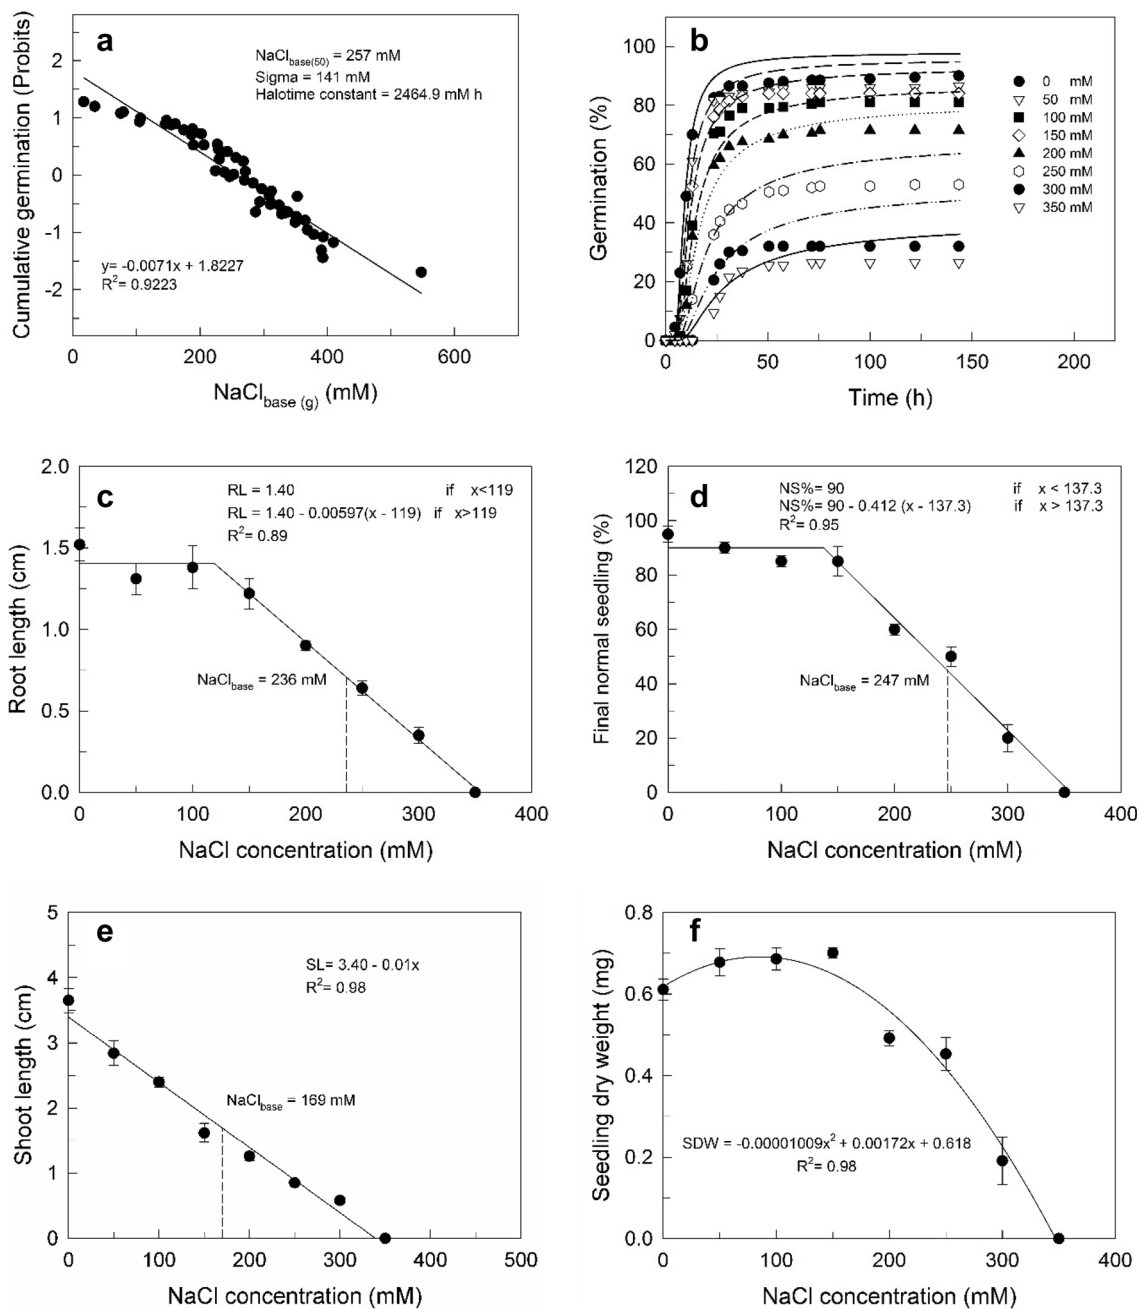 a
Cumulative germination (Probits)
2
1
0
-1
-2
NaCl_base(50) = 257 mM
Sigma = 141 mM
Halotime constant = 2464.9 mM h
y= -0.0071x + 1.8227
R²= 0.9223
0 200 400 600
NaCl_base (g) (mM)
b
Germination (%)
100
80
60
40
20
0
0 mM
50 mM
100 mM
150 mM
200 mM
250 mM
300 mM
350 mM
0 50 100 150 200
Time (h)
c
Root length (cm)
2.0
1.5
1.0
0.5
0.0
RL = 1.40 if x<119
RL = 1.40 - 0.00597(x - 119) if x>119
R²= 0.89
NaCl_base = 236 mM
0 100 200 300 400
NaCl concentration (mM)
d
Final normal seedling (%)
120
100
80
60
40
20
0
NS%= 90 if x < 137.3
NS%= 90 - 0.412 (x - 137.3) if x > 137.3
R²= 0.95
NaCl_base = 247 mM
0 100 200 300 400
NaCl concentration (mM)
e
Shoot length (cm)
5
4
3
2
1
0
SL= 3.40 - 0.01x
R²= 0.98
NaCl_base = 169 mM
0 100 200 300 400 500
NaCl concentration (mM)
f
Seedling dry weight (mg)
0.8
0.6
0.4
0.2
0.0
SDW = -0.00001009x² + 0.00172x + 0.618
R²= 0.98
0 100 200 300 400
NaCl concentration (mM)